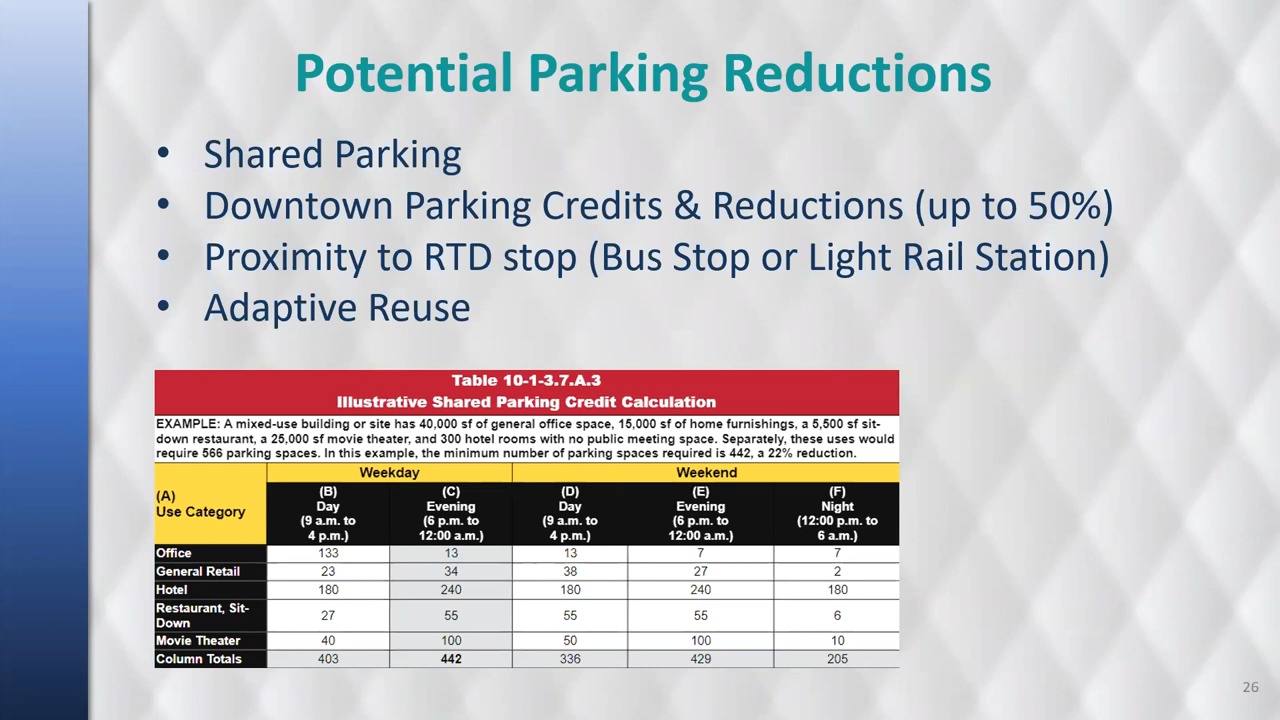 Potential Parking Reductions
• Shared Parking
• Downtown Parking Credits & Reductions (up to 50%)
• Proximity to RTD stop (Bus Stop or Light Rail Station)
• Adaptive Reuse
Table 10-1-3.7.A.3
Illustrative Shared Parking Credit Calculation
EXAMPLE: A mixed-use building or site has 40,000 sf of general office space, 15,000 sf of home furnishings, a 5,500 sf sit-
down restaurant, a 25,000 sf movie theater, and 300 hotel rooms with no public meeting space. Separately, these uses would
require 566 parking spaces. In this example, the minimum number of parking spaces required is 442, a 22% reduction.
(A)
Use Category
Weekday
Weekend
(B)
Day
(9 a.m. to
4 p.m.)
(C)
Evening
(6 p.m. to
12:00 a.m.)
(D)
Day
(9 a.m. to
4 p.m.)
(E)
Evening
(6 p.m. to
12:00 a.m.)
(F)
Night
(12:00 p.m. to
6 a.m.)
Office 133 13 13 7 7
General Retail 23 34 38 27 2
Hotel 180 240 180 240 180
Restaurant, Sit-
Down 27 55 55 55 6
Movie Theater 40 100 50 100 10
Column Totals 403 442 336 429 205
26